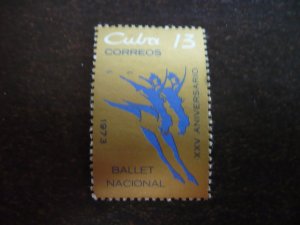 Cuba 13
CORREOS
1973
XXV ANIVERSARIO
BALLET
NACIONAL